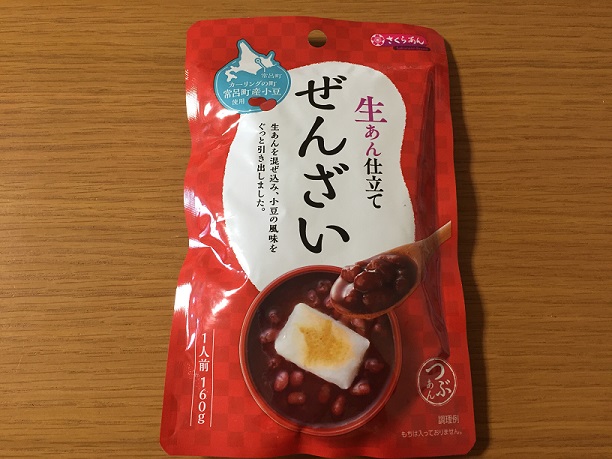 さくらあん
常呂町
カーリングの町
常呂町産小豆
使用
生あん仕立て
ぜんざい
生あんを混ぜ込み、小豆の風味を
ぐっと引き出しました。
1人前 160g
つぶ
あん
調理例
もちは入っておりません。